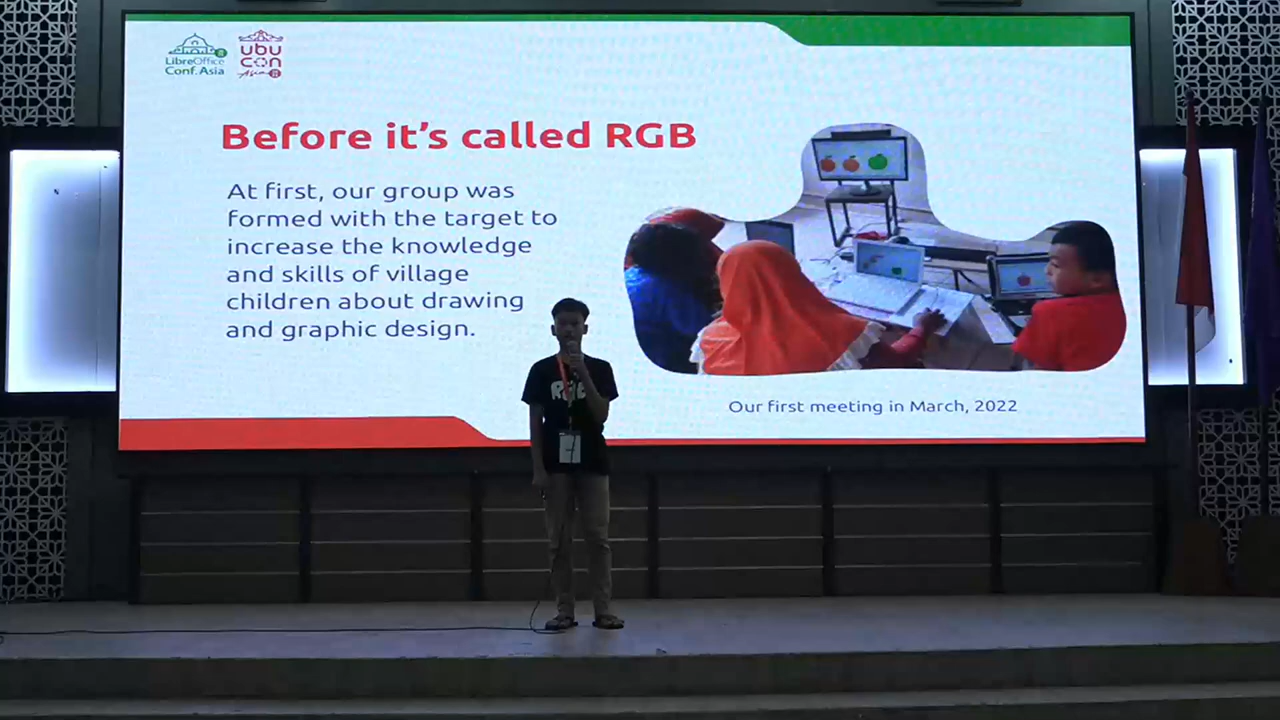 LibreOffice
Conf.Asia
ubu
con
Asia
Before it's called RGB
At first, our group was
formed with the target to
increase the knowledge
and skills of village
children about drawing
and graphic design.
Our first meeting in March, 2022